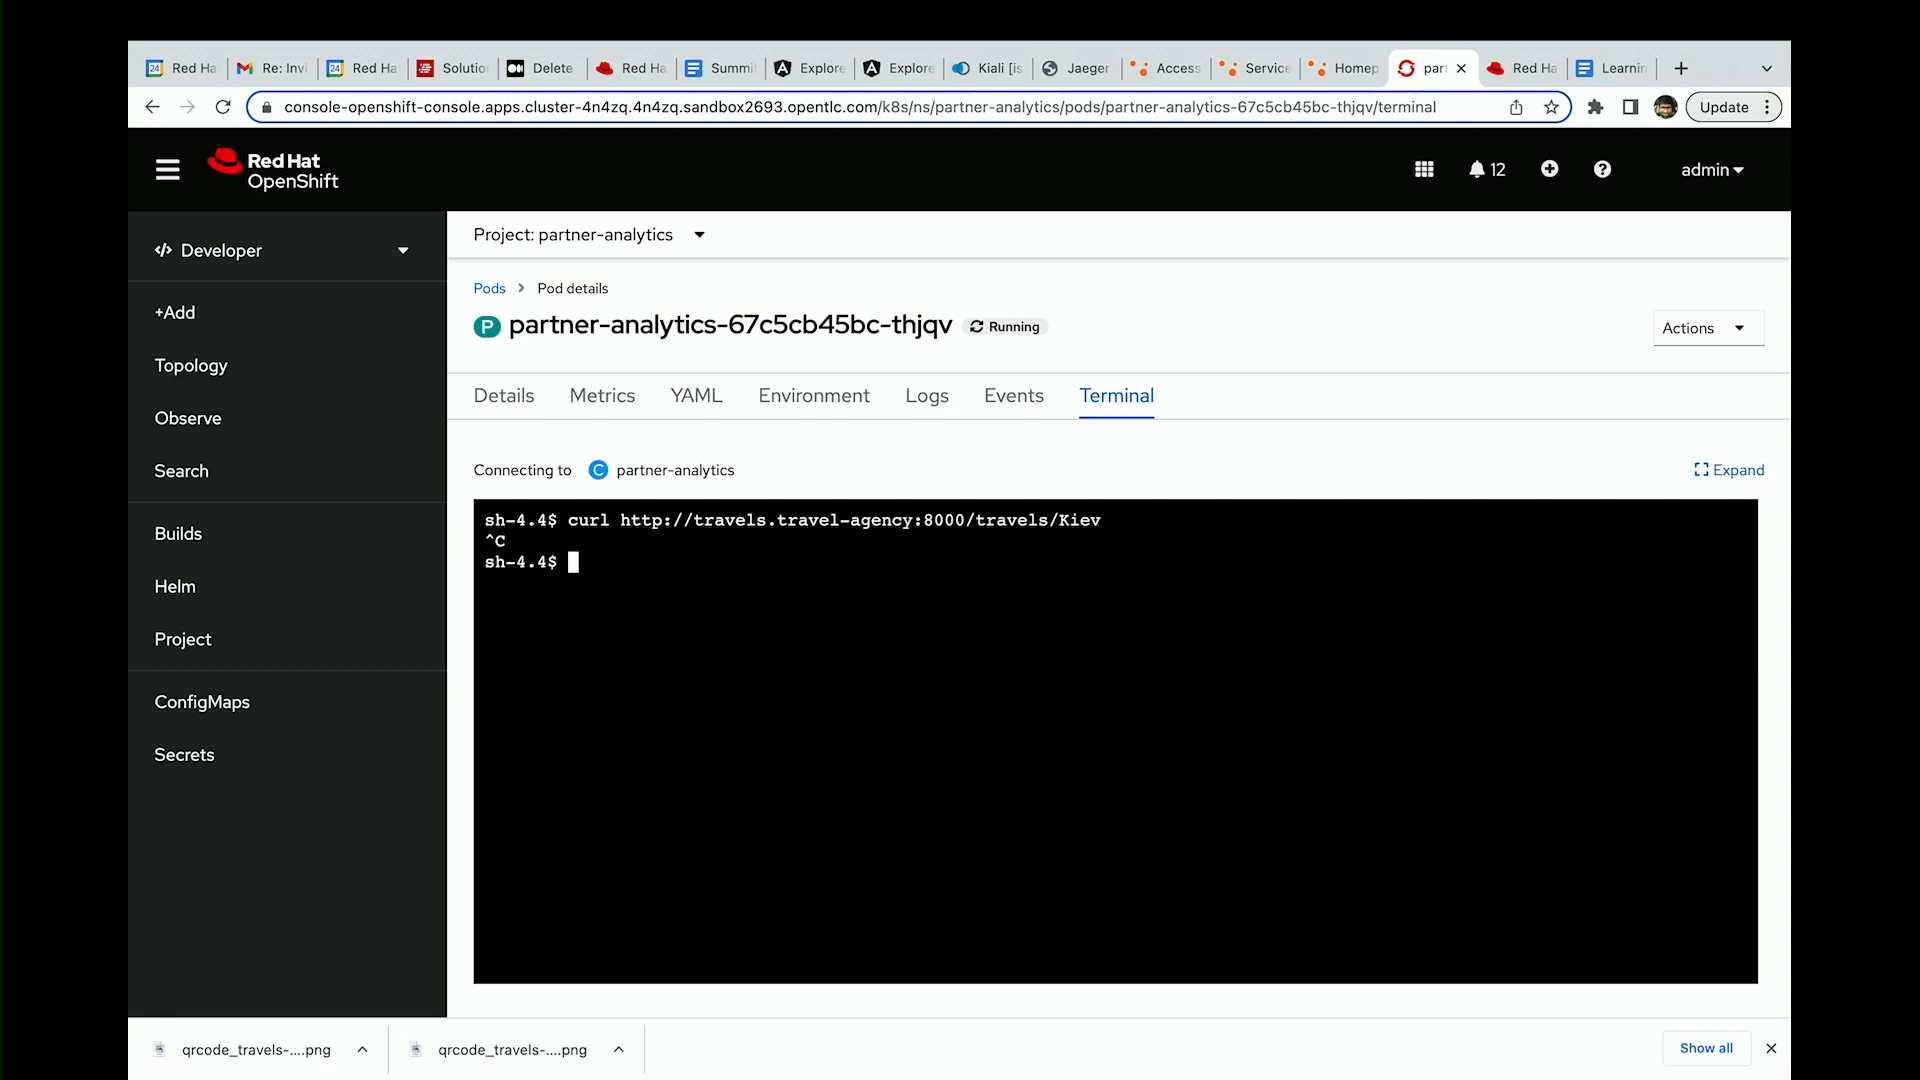 24 Red Ha
Re: Invi
24 Red Ha
Solution
Delete
Red Ha
Summi
Explore
Explore
Kiali [is
Jaeger
Access
Service
Homep
part
Red Ha
Learnin
console-openshift-console.apps.cluster-4n4zq.4n4zq.sandbox2693.opentlc.com/k8s/ns/partner-analytics/pods/partner-analytics-67c5cb45bc-thjqv/terminal
Update
Red Hat
OpenShift
12
admin
Developer
+Add
Topology
Observe
Search
Builds
Helm
Project
ConfigMaps
Secrets
Project: partner-analytics
Pods > Pod details
P partner-analytics-67c5cb45bc-thjqv Running
Actions
Details Metrics YAML Environment Logs Events Terminal
Connecting to C partner-analytics
Expand
sh-4.4$ curl http://travels.travel-agency:8000/travels/Kiev
^C
sh-4.4$
qrcode_travels-....png
qrcode_travels-....png
Show all